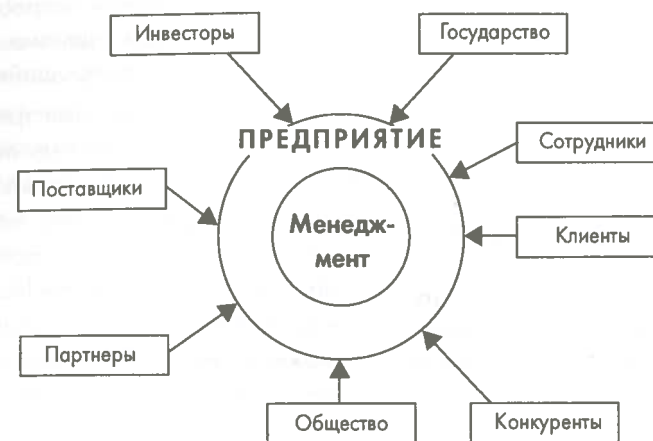 Инвесторы
Государство
ПРЕДПРИЯТИЕ
Сотрудники
Поставщики
Менедж-
мент
Клиенты
Партнеры
Общество
Конкуренты